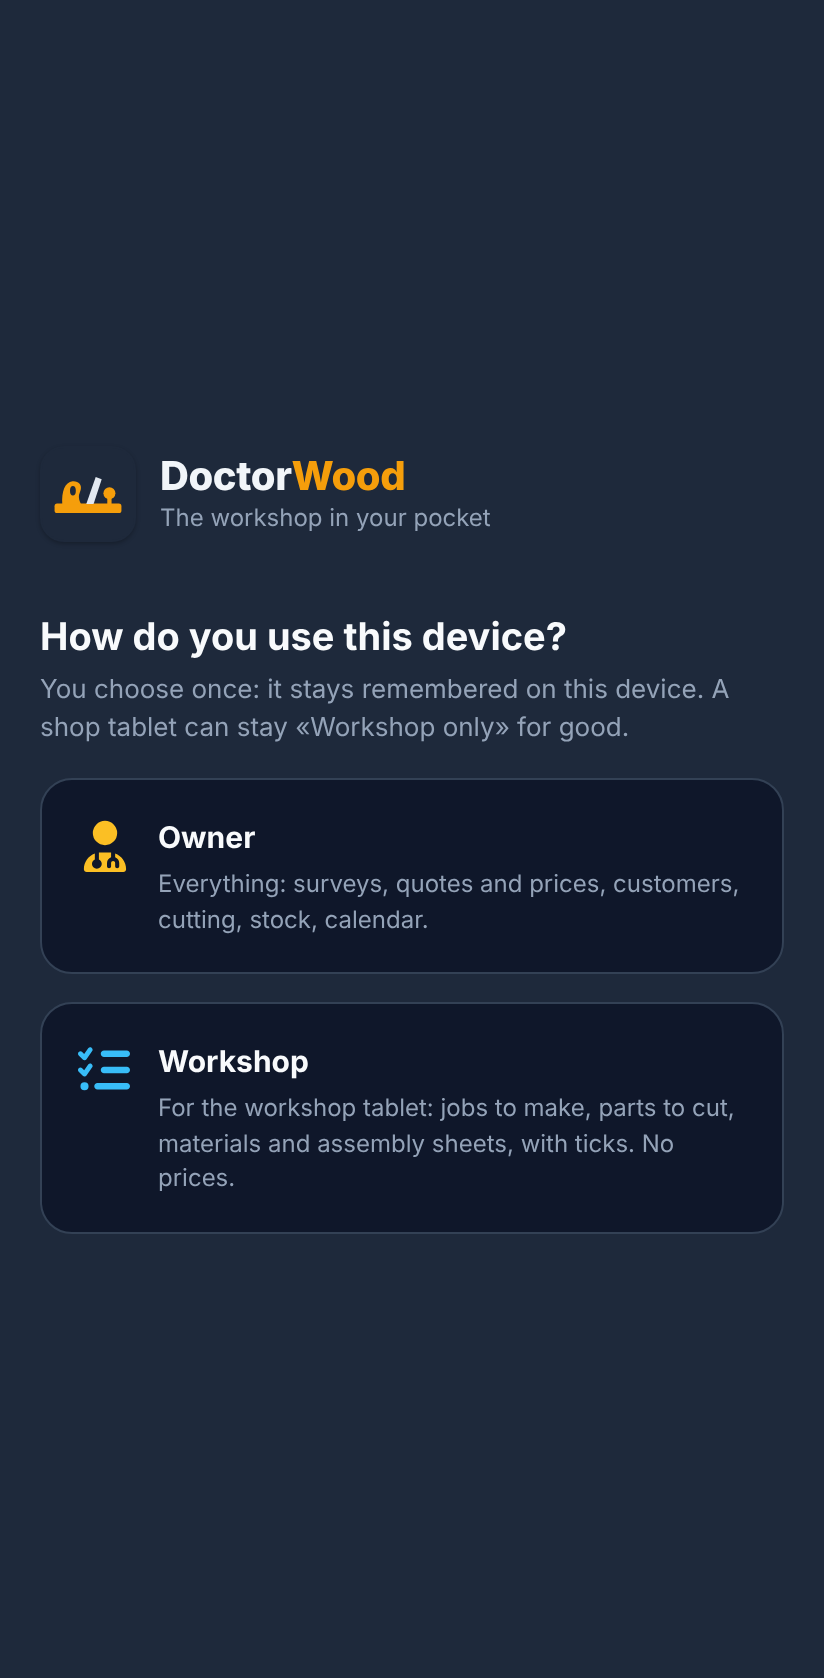 DoctorWood
The workshop in your pocket
How do you use this device?
You choose once: it stays remembered on this device. A
shop tablet can stay «Workshop only» for good.
Owner
Everything: surveys, quotes and prices, customers,
cutting, stock, calendar.
Workshop
For the workshop tablet: jobs to make, parts to cut,
materials and assembly sheets, with ticks. No
prices.